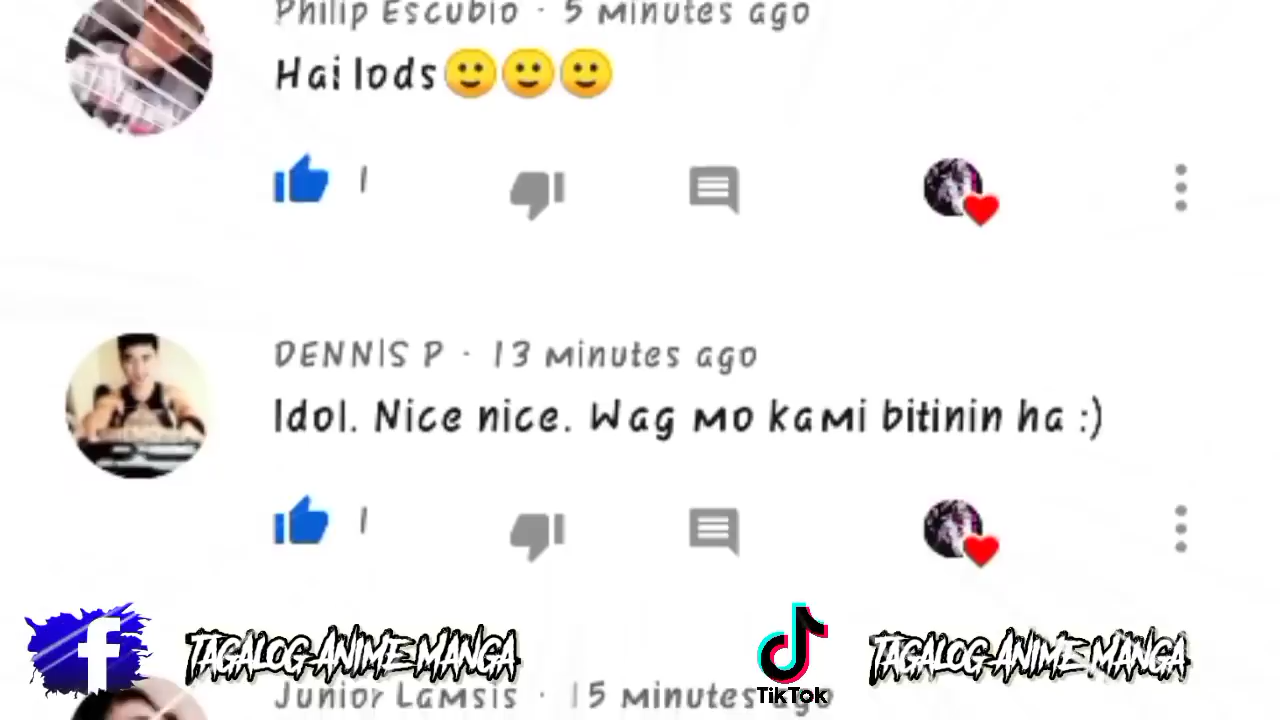 Philip Escubio · 5 minutes ago
Hai lods🙂🙂🙂
1
DENNIS P · 13 minutes ago
Idol. Nice nice. Wag mo kami bitinin ha :)
1
f TAGALOG ANIME MANGA
TikTok TAGALOG ANIME MANGA
Junior Lamsis · 15 minutes ago